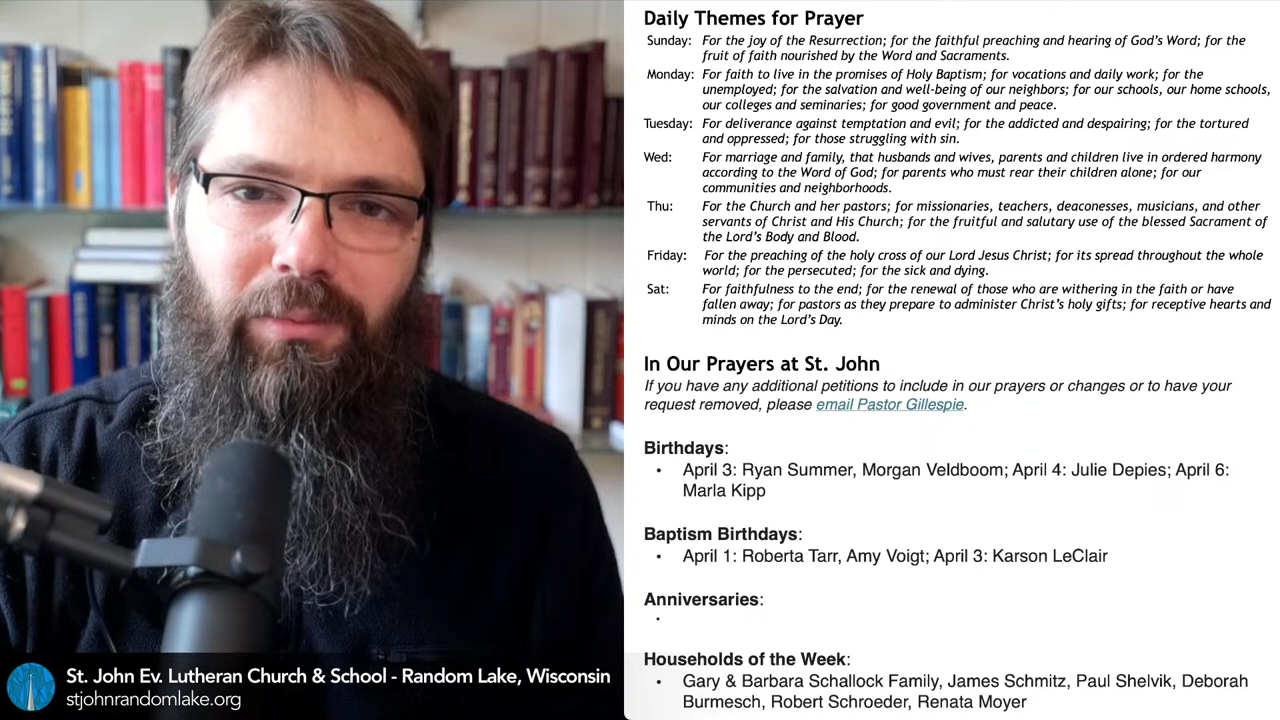 Daily Themes for Prayer
Sunday: For the joy of the Resurrection; for the faithful preaching and hearing of God's Word; for the
fruit of faith nourished by the Word and Sacraments.
Monday: For faith to live in the promises of Holy Baptism; for vocations and daily work; for the
unemployed; for the salvation and well-being of our neighbors; for our schools, our home schools,
our colleges and seminaries; for good government and peace.
Tuesday: For deliverance against temptation and evil; for the addicted and despairing; for the tortured
and oppressed; for those struggling with sin.
Wed: For marriage and family, that husbands and wives, parents and children live in ordered harmony
according to the Word of God; for parents who must rear their children alone; for our
communities and neighborhoods.
Thu: For the Church and her pastors; for missionaries, teachers, deaconesses, musicians, and other
servants of Christ and His Church; for the fruitful and salutary use of the blessed Sacrament of
the Lord's Body and Blood.
Friday: For the preaching of the holy cross of our Lord Jesus Christ; for its spread throughout the whole
world; for the persecuted; for the sick and dying.
Sat: For faithfulness to the end; for the renewal of those who are withering in the faith or have
fallen away; for pastors as they prepare to administer Christ's holy gifts; for receptive hearts and
minds on the Lord's Day.
In Our Prayers at St. John
If you have any additional petitions to include in our prayers or changes or to have your
request removed, please email Pastor Gillespie.
Birthdays:
• April 3: Ryan Summer, Morgan Veldboom; April 4: Julie Depies; April 6:
Marla Kipp
Baptism Birthdays:
• April 1: Roberta Tarr, Amy Voigt; April 3: Karson LeClair
Anniversaries:
•
Households of the Week:
• Gary & Barbara Schallock Family, James Schmitz, Paul Shelvik, Deborah
Burmesch, Robert Schroeder, Renata Moyer
St. John Ev. Lutheran Church & School - Random Lake, Wisconsin
stjohnrandomlake.org